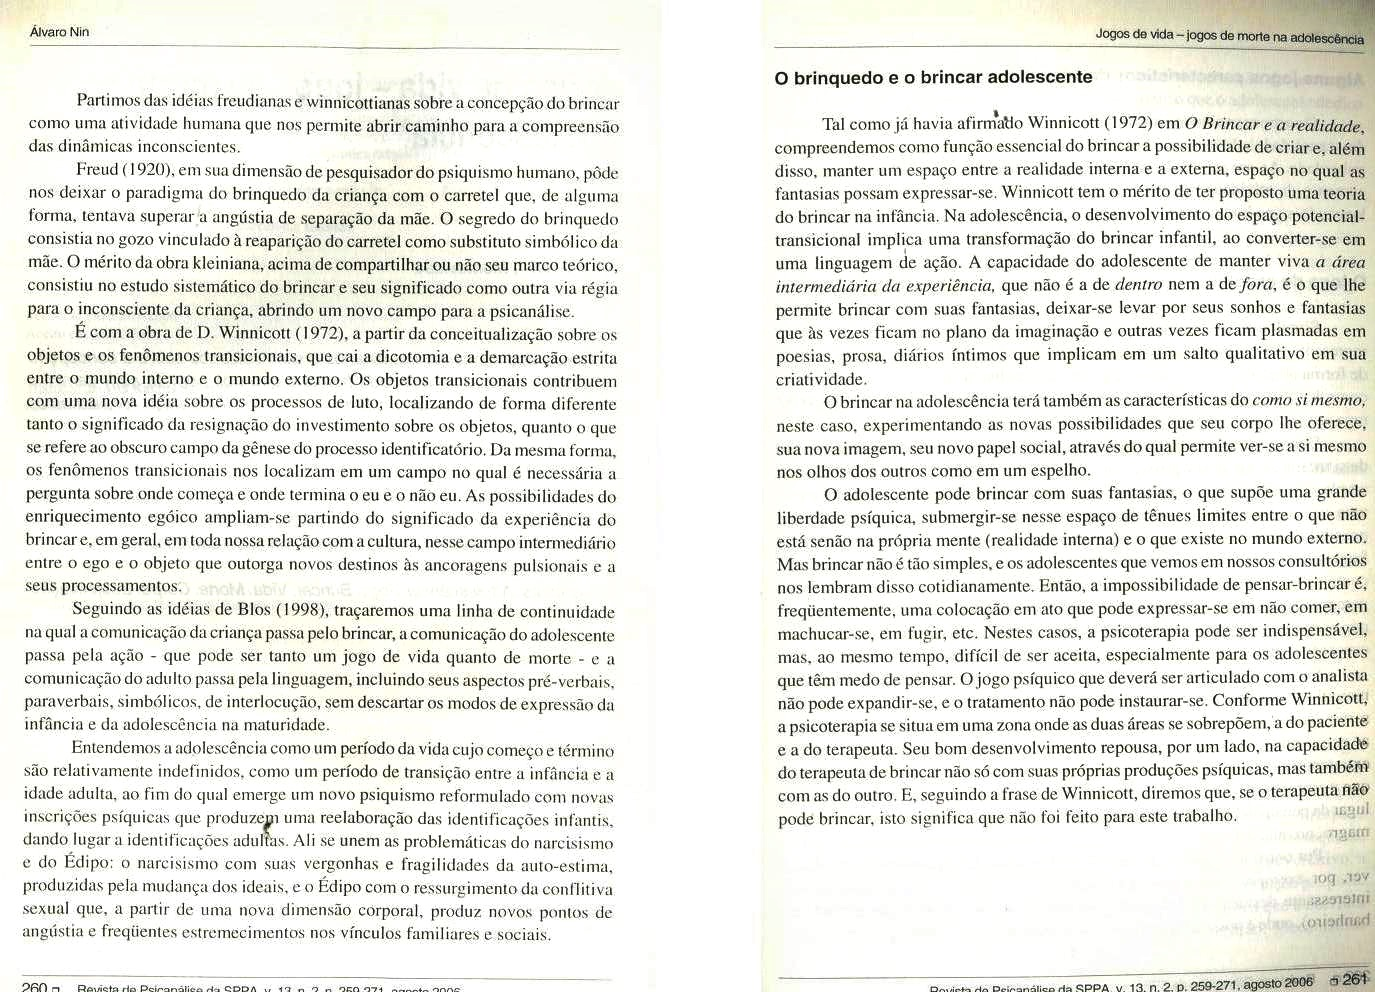 Álvaro Nin
Partimos das idéias freudianas e winnicottianas sobre a concepção do brincar
como uma atividade humana que nos permite abrir caminho para a compreensão
das dinâmicas inconscientes.
Freud (1920), em sua dimensão de pesquisador do psiquismo humano, pôde
nos deixar o paradigma do brinquedo da criança com o carretel que, de alguma
forma, tentava superar a angústia de separação da mãe. O segredo do brinquedo
consistia no gozo vinculado à reaparição do carretel como substituto simbólico da
mãe. O mérito da obra kleiniana, acima de compartilhar ou não seu marco teórico,
consistiu no estudo sistemático do brincar e seu significado como outra via régia
para o inconsciente da criança, abrindo um novo campo para a psicanálise.
É com a obra de D. Winnicott (1972), a partir da conceitualização sobre os
objetos e os fenômenos transicionais, que cai a dicotomia e a demarcação estrita
entre o mundo interno e o mundo externo. Os objetos transicionais contribuem
com uma nova idéia sobre os processos de luto, localizando de forma diferente
tanto o significado da resignação do investimento sobre os objetos, quanto o que
se refere ao obscuro campo da gênese do processo identificatório. Da mesma forma,
os fenômenos transicionais nos localizam em um campo no qual é necessária a
pergunta sobre onde começa e onde termina o eu e o não eu. As possibilidades do
enriquecimento egóico ampliam-se partindo do significado da experiência do
brincar e, em geral, em toda nossa relação com a cultura, nesse campo intermediário
entre o ego e o objeto que outorga novos destinos às ancoragens pulsionais e a
seus processamentos.
Seguindo as idéias de Blos (1998), traçaremos uma linha de continuidade
na qual a comunicação da criança passa pelo brincar, a comunicação do adolescente
passa pela ação - que pode ser tanto um jogo de vida quanto de morte - e a
comunicação do adulto passa pela linguagem, incluindo seus aspectos pré-verbais,
paraverbais, simbólicos, de interlocução, sem descartar os modos de expressão da
infância e da adolescência na maturidade.
Entendemos a adolescência como um período da vida cujo começo e término
são relativamente indefinidos, como um período de transição entre a infância e a
idade adulta, ao fim do qual emerge um novo psiquismo reformulado com novas
inscrições psíquicas que produzem uma reelaboração das identificações infantis,
dando lugar a identificações adultas. Ali se unem as problemáticas do narcisismo
e do Édipo: o narcisismo com suas vergonhas e fragilidades da auto-estima,
produzidas pela mudança dos ideais, e o Édipo com o ressurgimento da conflitiva
sexual que, a partir de uma nova dimensão corporal, produz novos pontos de
angústia e freqüentes estremecimentos nos vínculos familiares e sociais.
260 Revista de Psicanálise da SPPA, v. 13, n. 2, p. 259-271, agosto 2006
Jogos de vida – jogos de morte na adolescência
O brinquedo e o brincar adolescente
Tal como já havia afirmado Winnicott (1972) em O Brincar e a realidade,
compreendemos como função essencial do brincar a possibilidade de criar e, além
disso, manter um espaço entre a realidade interna e a externa, espaço no qual as
fantasias possam expressar-se. Winnicott tem o mérito de ter proposto uma teoria
do brincar na infância. Na adolescência, o desenvolvimento do espaço potencial-
transicional implica uma transformação do brincar infantil, ao converter-se em
uma linguagem de ação. A capacidade do adolescente de manter viva a área
intermediária da experiência, que não é a de dentro nem a de fora, é o que lhe
permite brincar com suas fantasias, deixar-se levar por seus sonhos e fantasias
que às vezes ficam no plano da imaginação e outras vezes ficam plasmadas em
poesias, prosa, diários íntimos que implicam em um salto qualitativo em sua
criatividade.
O brincar na adolescência terá também as características do como si mesmo,
neste caso, experimentando as novas possibilidades que seu corpo lhe oferece,
sua nova imagem, seu novo papel social, através do qual permite ver-se a si mesmo
nos olhos dos outros como em um espelho.
O adolescente pode brincar com suas fantasias, o que supõe uma grande
liberdade psíquica, submergir-se nesse espaço de tênues limites entre o que não
está senão na própria mente (realidade interna) e o que existe no mundo externo.
Mas brincar não é tão simples, e os adolescentes que vemos em nossos consultórios
nos lembram disso cotidianamente. Então, a impossibilidade de pensar-brincar é,
freqüentemente, uma colocação em ato que pode expressar-se em não comer, em
machucar-se, em fugir, etc. Nestes casos, a psicoterapia pode ser indispensável,
mas, ao mesmo tempo, difícil de ser aceita, especialmente para os adolescentes
que têm medo de pensar. O jogo psíquico que deverá ser articulado com o analista
não pode expandir-se, e o tratamento não pode instaurar-se. Conforme Winnicott,
a psicoterapia se situa em uma zona onde as duas áreas se sobrepõem, a do paciente
e a do terapeuta. Seu bom desenvolvimento repousa, por um lado, na capacidade
do terapeuta de brincar não só com suas próprias produções psíquicas, mas também
com as do outro. E, seguindo a frase de Winnicott, diremos que, se o terapeuta não
pode brincar, isto significa que não foi feito para este trabalho.
Revista de Psicanálise da SPPA, v. 13, n. 2, p. 259-271, agosto 2006 261